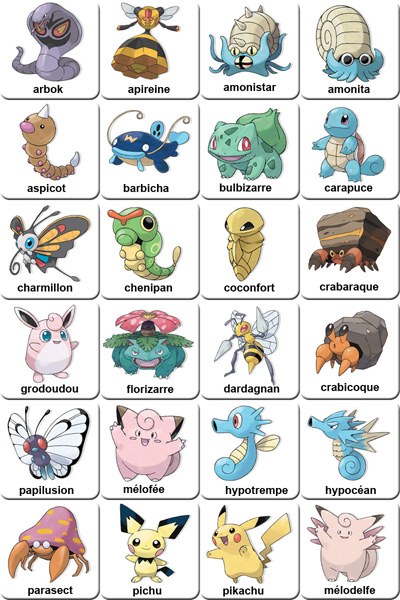 arbok apireine amonistar amonita
aspicot barbicha bulbizarre carapuce
charmillon chenipan coconfort crabaraque
grodoudou florizarre dardagnan crabicoque
papilusion mélofée hypotrempe hypocéan
parasect pichu pikachu mélodelfe